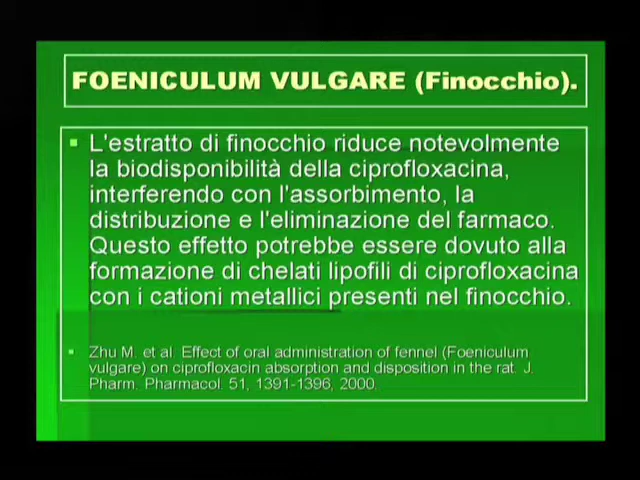 FOENICULUM VULGARE (Finocchio).
L'estratto di finocchio riduce notevolmente
la biodisponibilità della ciprofloxacina,
interferendo con l'assorbimento, la
distribuzione e l'eliminazione del farmaco.
Questo effetto potrebbe essere dovuto alla
formazione di chelati lipofili di ciprofloxacina
con i cationi metallici presenti nel finocchio.
Zhu M. et al. Effect of oral administration of fennel (Foeniculum
vulgare) on ciprofloxacin absorption and disposition in the rat. J.
Pharm. Pharmacol. 51, 1391-1396, 2000.